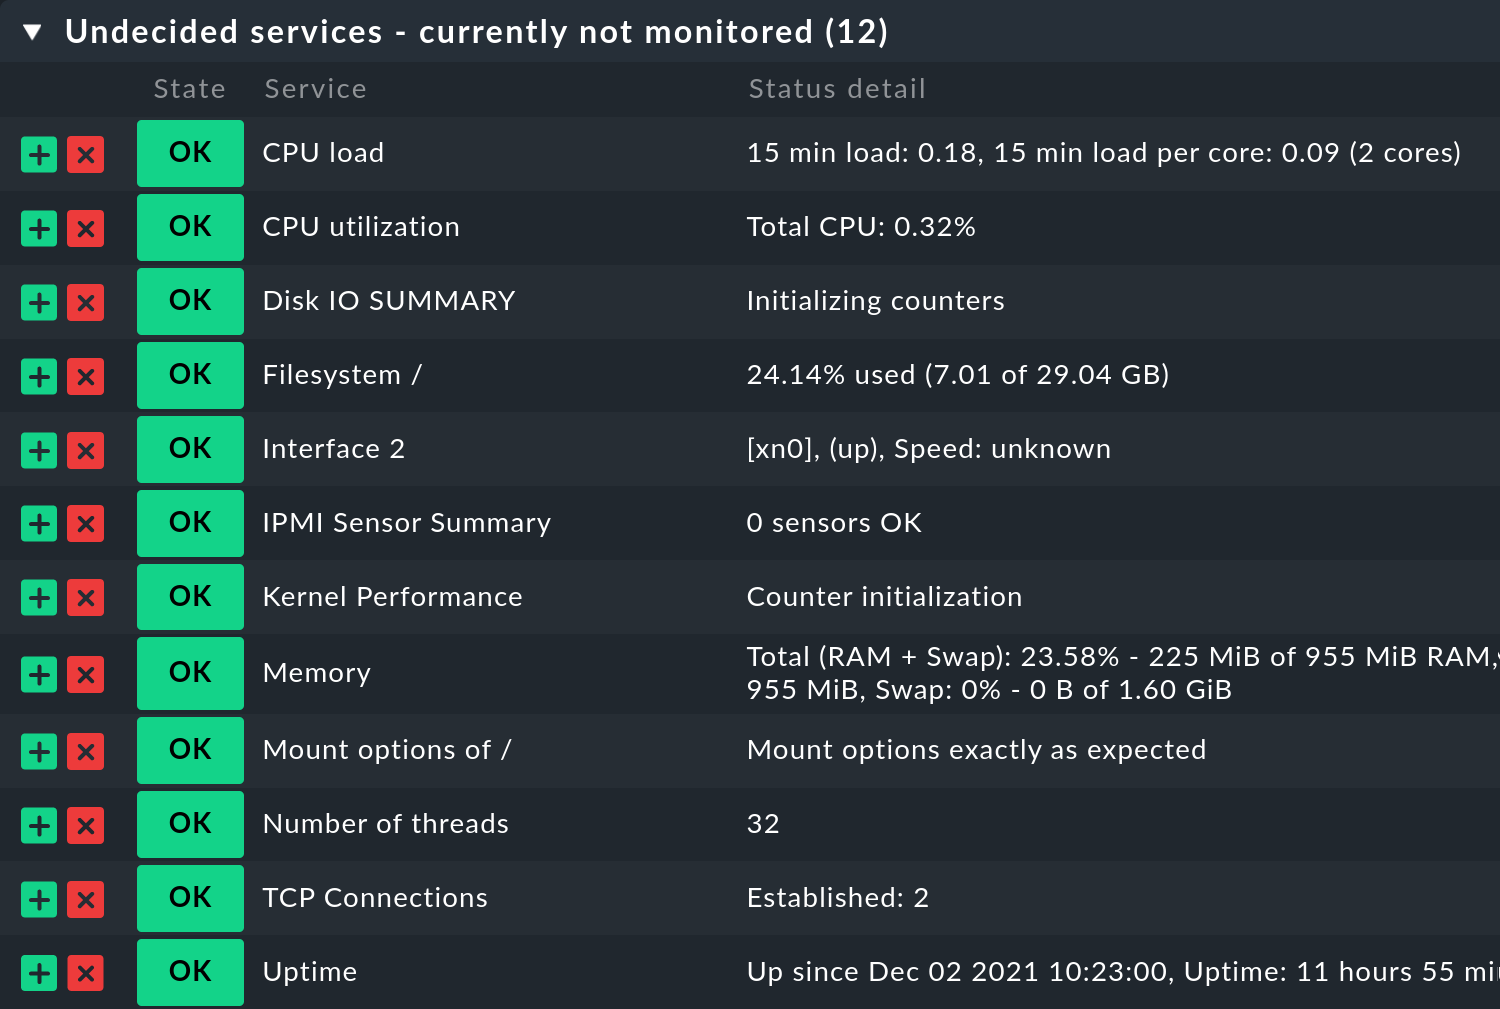 Undecided services - currently not monitored (12)
State Service Status detail
OK CPU load 15 min load: 0.18, 15 min load per core: 0.09 (2 cores)
OK CPU utilization Total CPU: 0.32%
OK Disk IO SUMMARY Initializing counters
OK Filesystem / 24.14% used (7.01 of 29.04 GB)
OK Interface 2 [xn0], (up), Speed: unknown
OK IPMI Sensor Summary 0 sensors OK
OK Kernel Performance Counter initialization
OK Memory Total (RAM + Swap): 23.58% - 225 MiB of 955 MiB RAM,
955 MiB, Swap: 0% - 0 B of 1.60 GiB
OK Mount options of / Mount options exactly as expected
OK Number of threads 32
OK TCP Connections Established: 2
OK Uptime Up since Dec 02 2021 10:23:00, Uptime: 11 hours 55